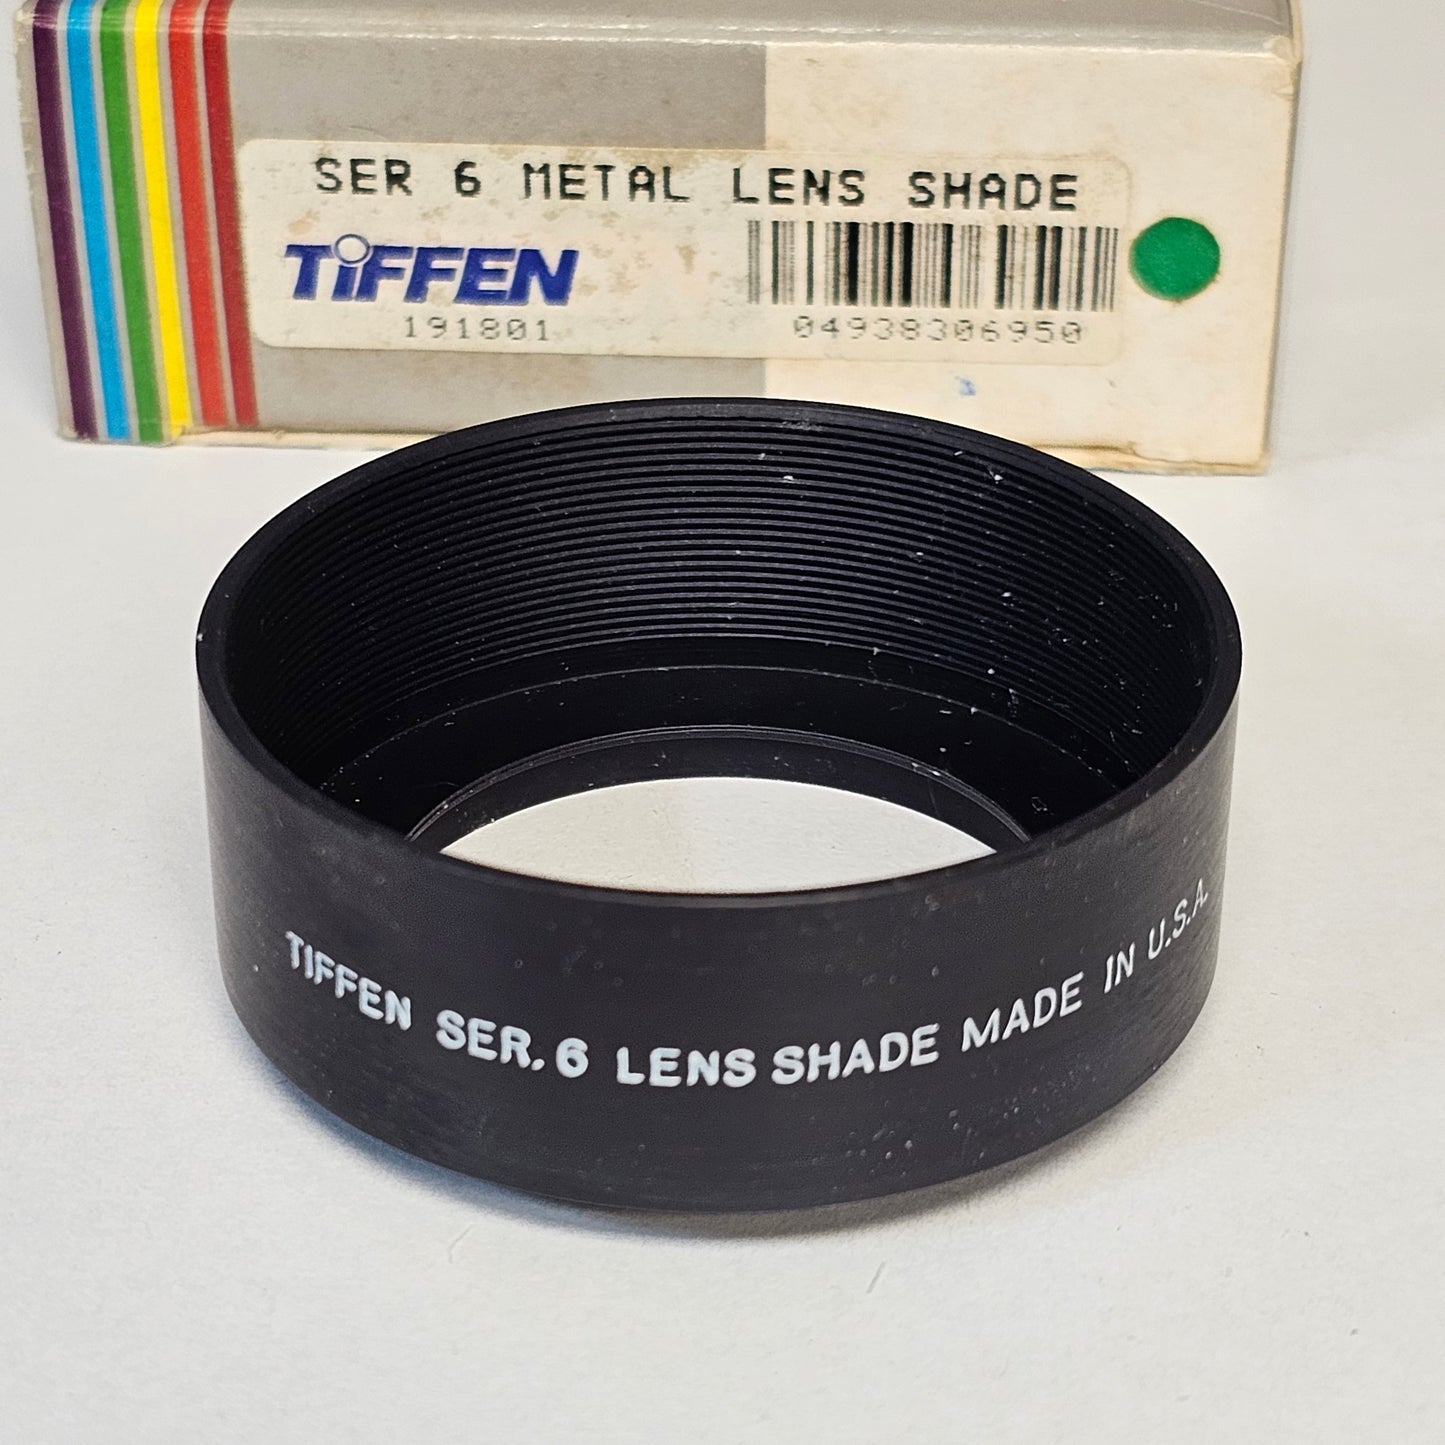 SER 6 METAL LENS SHADE
TiFFEN
191801
04938306950
TIFFEN SER. 6 LENS SHADE MADE IN U.S.A.